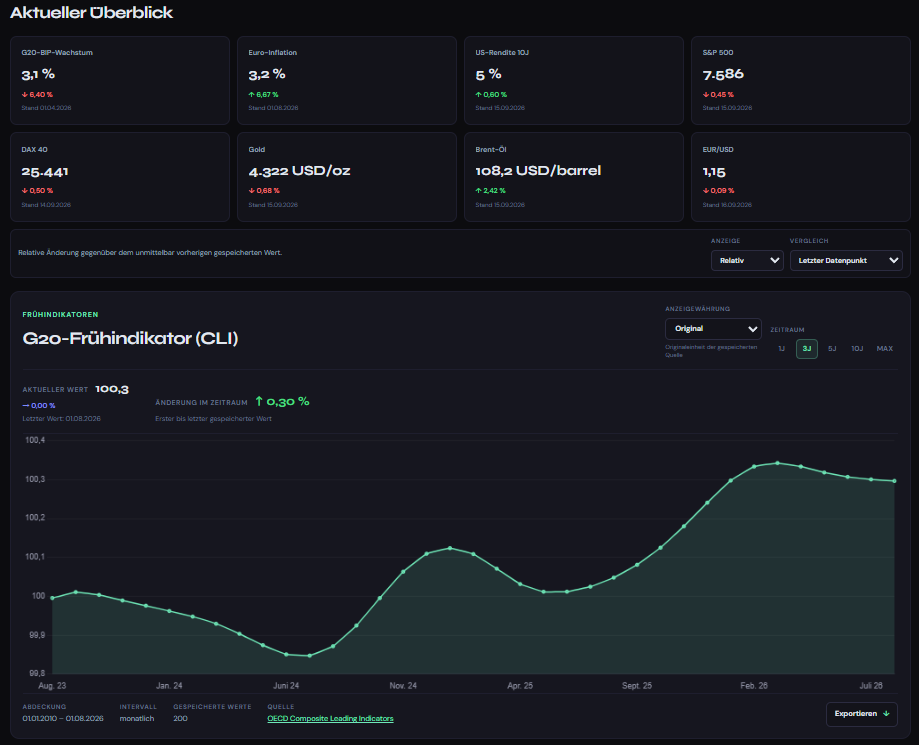 Aktueller Überblick
G20-BIP-Wachstum
3,1 %
↓ 6,40 %
Stand 01.04.2026
Euro-Inflation
3,2 %
↑ 6,67 %
Stand 01.08.2026
US-Rendite 10J
5 %
↑ 0,60 %
Stand 15.09.2026
S&P 500
7.586
↓ 0,45 %
Stand 15.09.2026
DAX 40
25.441
↓ 0,50 %
Stand 14.09.2026
Gold
4.322 USD/oz
↓ 0,68 %
Stand 15.09.2026
Brent-Öl
108,2 USD/barrel
↑ 2,42 %
Stand 15.09.2026
EUR/USD
1,15
↓ 0,09 %
Stand 16.09.2026
Relative Änderung gegenüber dem unmittelbar vorherigen gespeicherten Wert.
ANZEIGE
Relativ
VERGLEICH
Letzter Datenpunkt
FRÜHINDIKATOREN
G20-Frühindikator (CLI)
ANZEIGEWÄHRUNG
Original
Originaleinheit der gespeicherten
Quelle
ZEITRAUM
1J 3J 5J 10J MAX
AKTUELLER WERT 100,3
→ 0,00 %
Letzter Wert: 01.08.2026
ÄNDERUNG IM ZEITRAUM ↑ 0,30 %
Erster bis letzter gespeicherter Wert
100,4
100,3
100,2
100,1
100
99,9
99,8
Aug. 23 Jan. 24 Juni 24 Nov. 24 Apr. 25 Sept. 25 Feb. 26 Juli 26
ABDECKUNG
01.01.2010 – 01.08.2026
INTERVALL
monatlich
GESPEICHERTE WERTE
200
QUELLE
OECD Composite Leading Indicators
Exportieren ↓